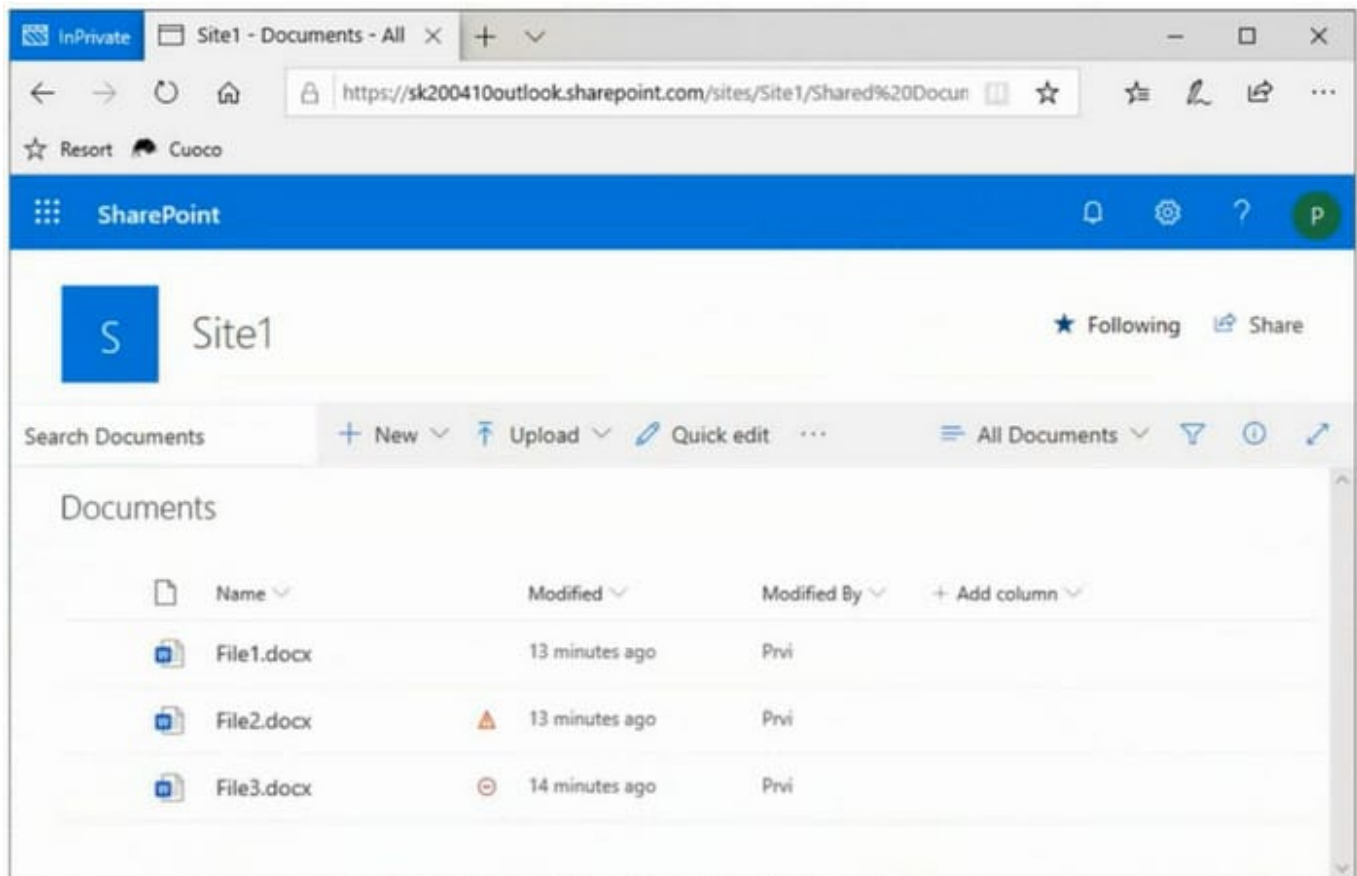 InPrivate Site1 - Documents - All
https://sk200410outlook.sharepoint.com/sites/Site1/Shared%20Docun
Resort Cuoco
SharePoint ? P
S Site1 Following Share
Search Documents + New Upload Quick edit ... All Documents
Documents
Name Modified Modified By + Add column
File1.docx 13 minutes ago Prvi
File2.docx 13 minutes ago Prvi
File3.docx 14 minutes ago Prvi